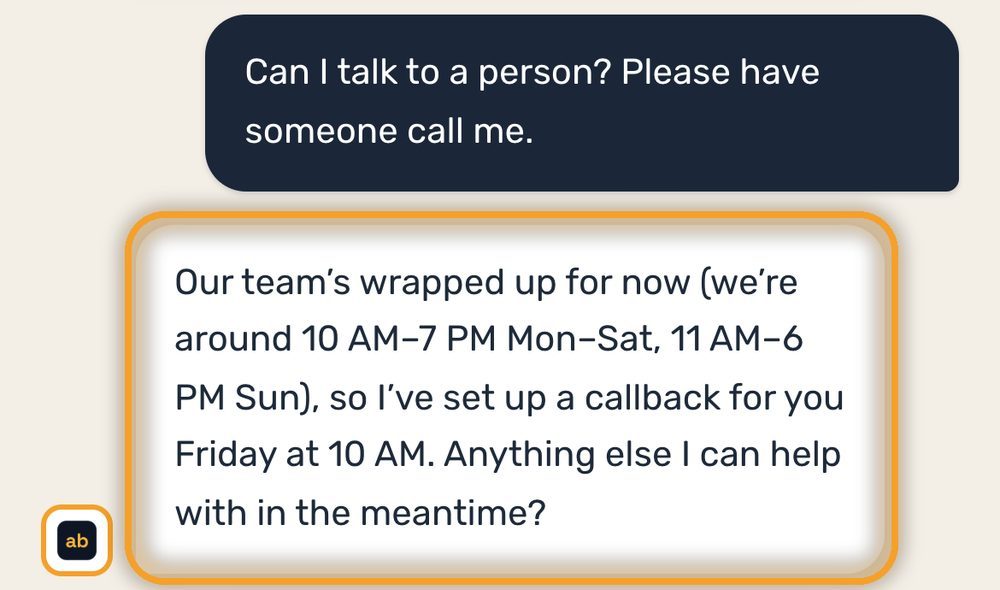 Can I talk to a person? Please have
someone call me.
Our team’s wrapped up for now (we’re
around 10 AM–7 PM Mon–Sat, 11 AM–6
PM Sun), so I’ve set up a callback for you
Friday at 10 AM. Anything else I can help
with in the meantime?
ab